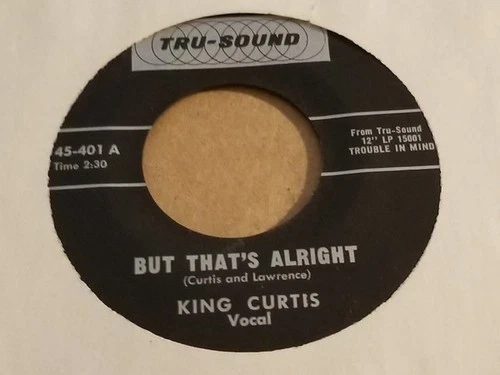 TRU-SOUND
45-401 A
Time 2:30
From Tru-Sound
12" LP 15001
TROUBLE IN MIND
BUT THAT'S ALRIGHT
(Curtis and Lawrence)
KING CURTIS
Vocal